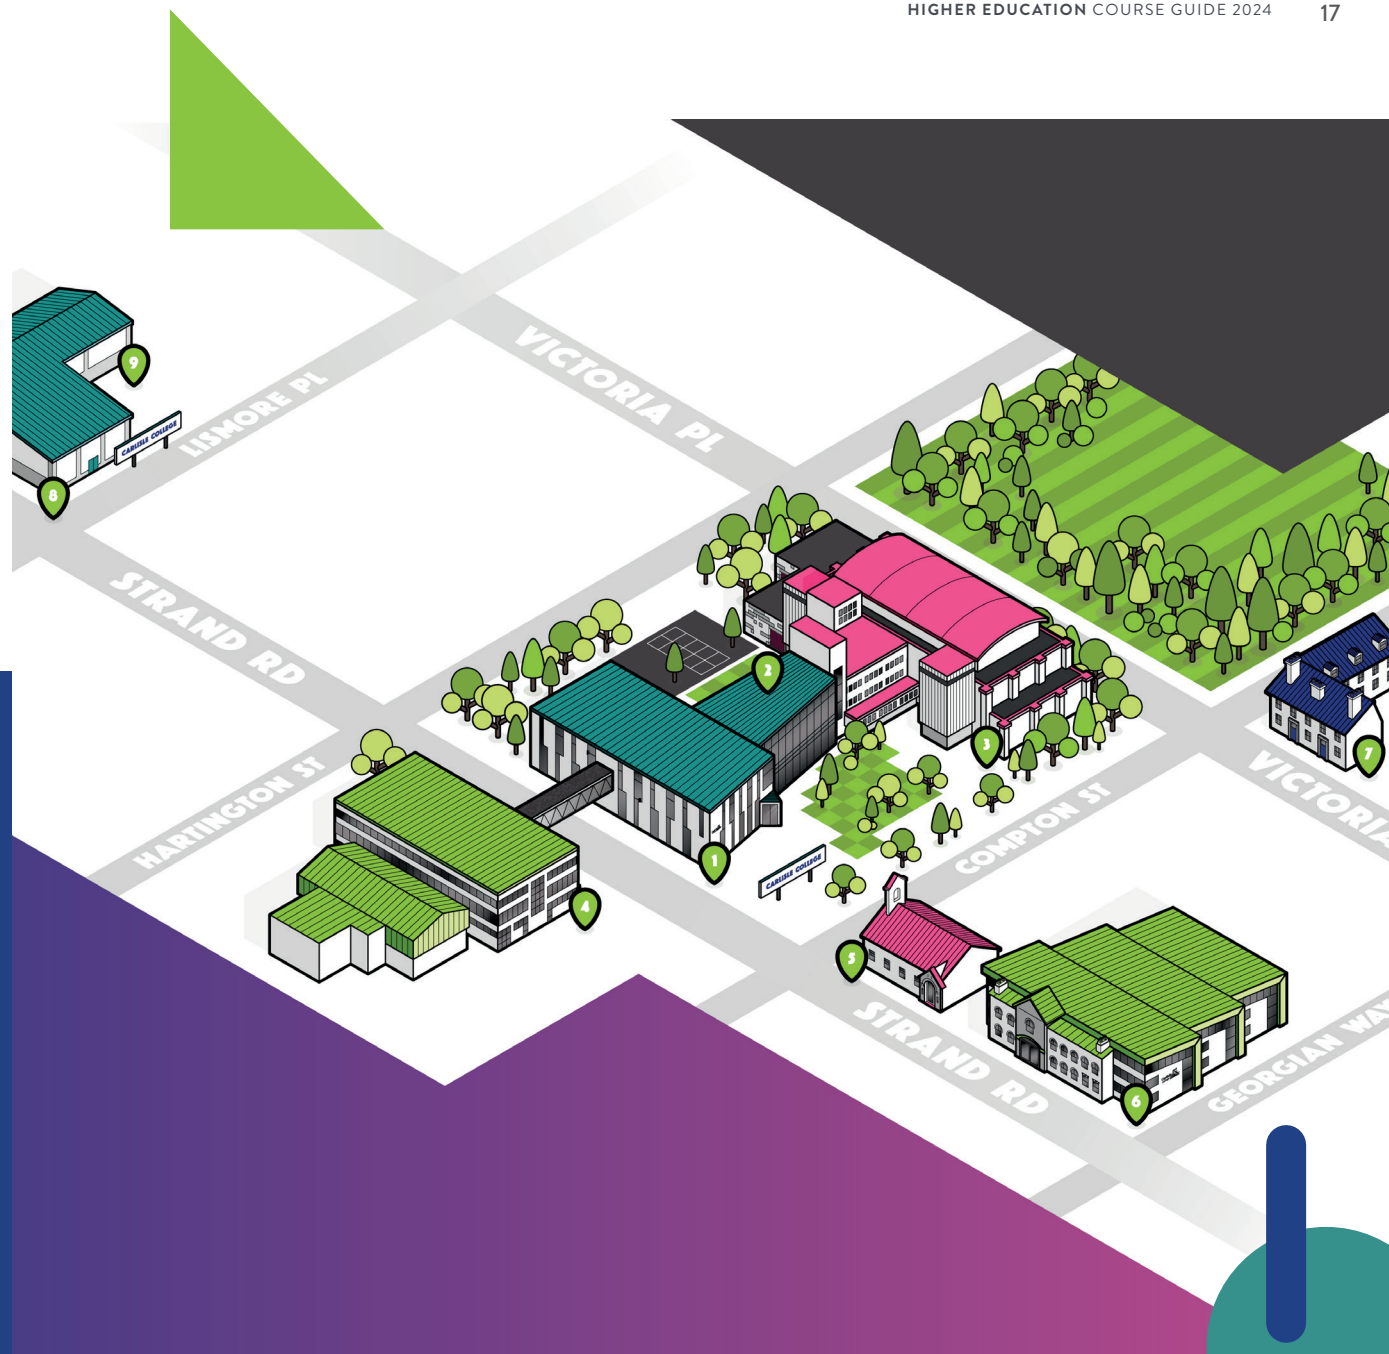 HIGHER EDUCATION COURSE GUIDE 2024 17
VICTORIA PL
9
LISMORE PL
CARLISLE COLLEGE
8
STRAND RD
2
3
7
VICTORIA
HARTINGTON ST
COMPTON ST
1
CARLISLE COLLEGE
4
5
STRAND RD
GEORGIAN WAY
6